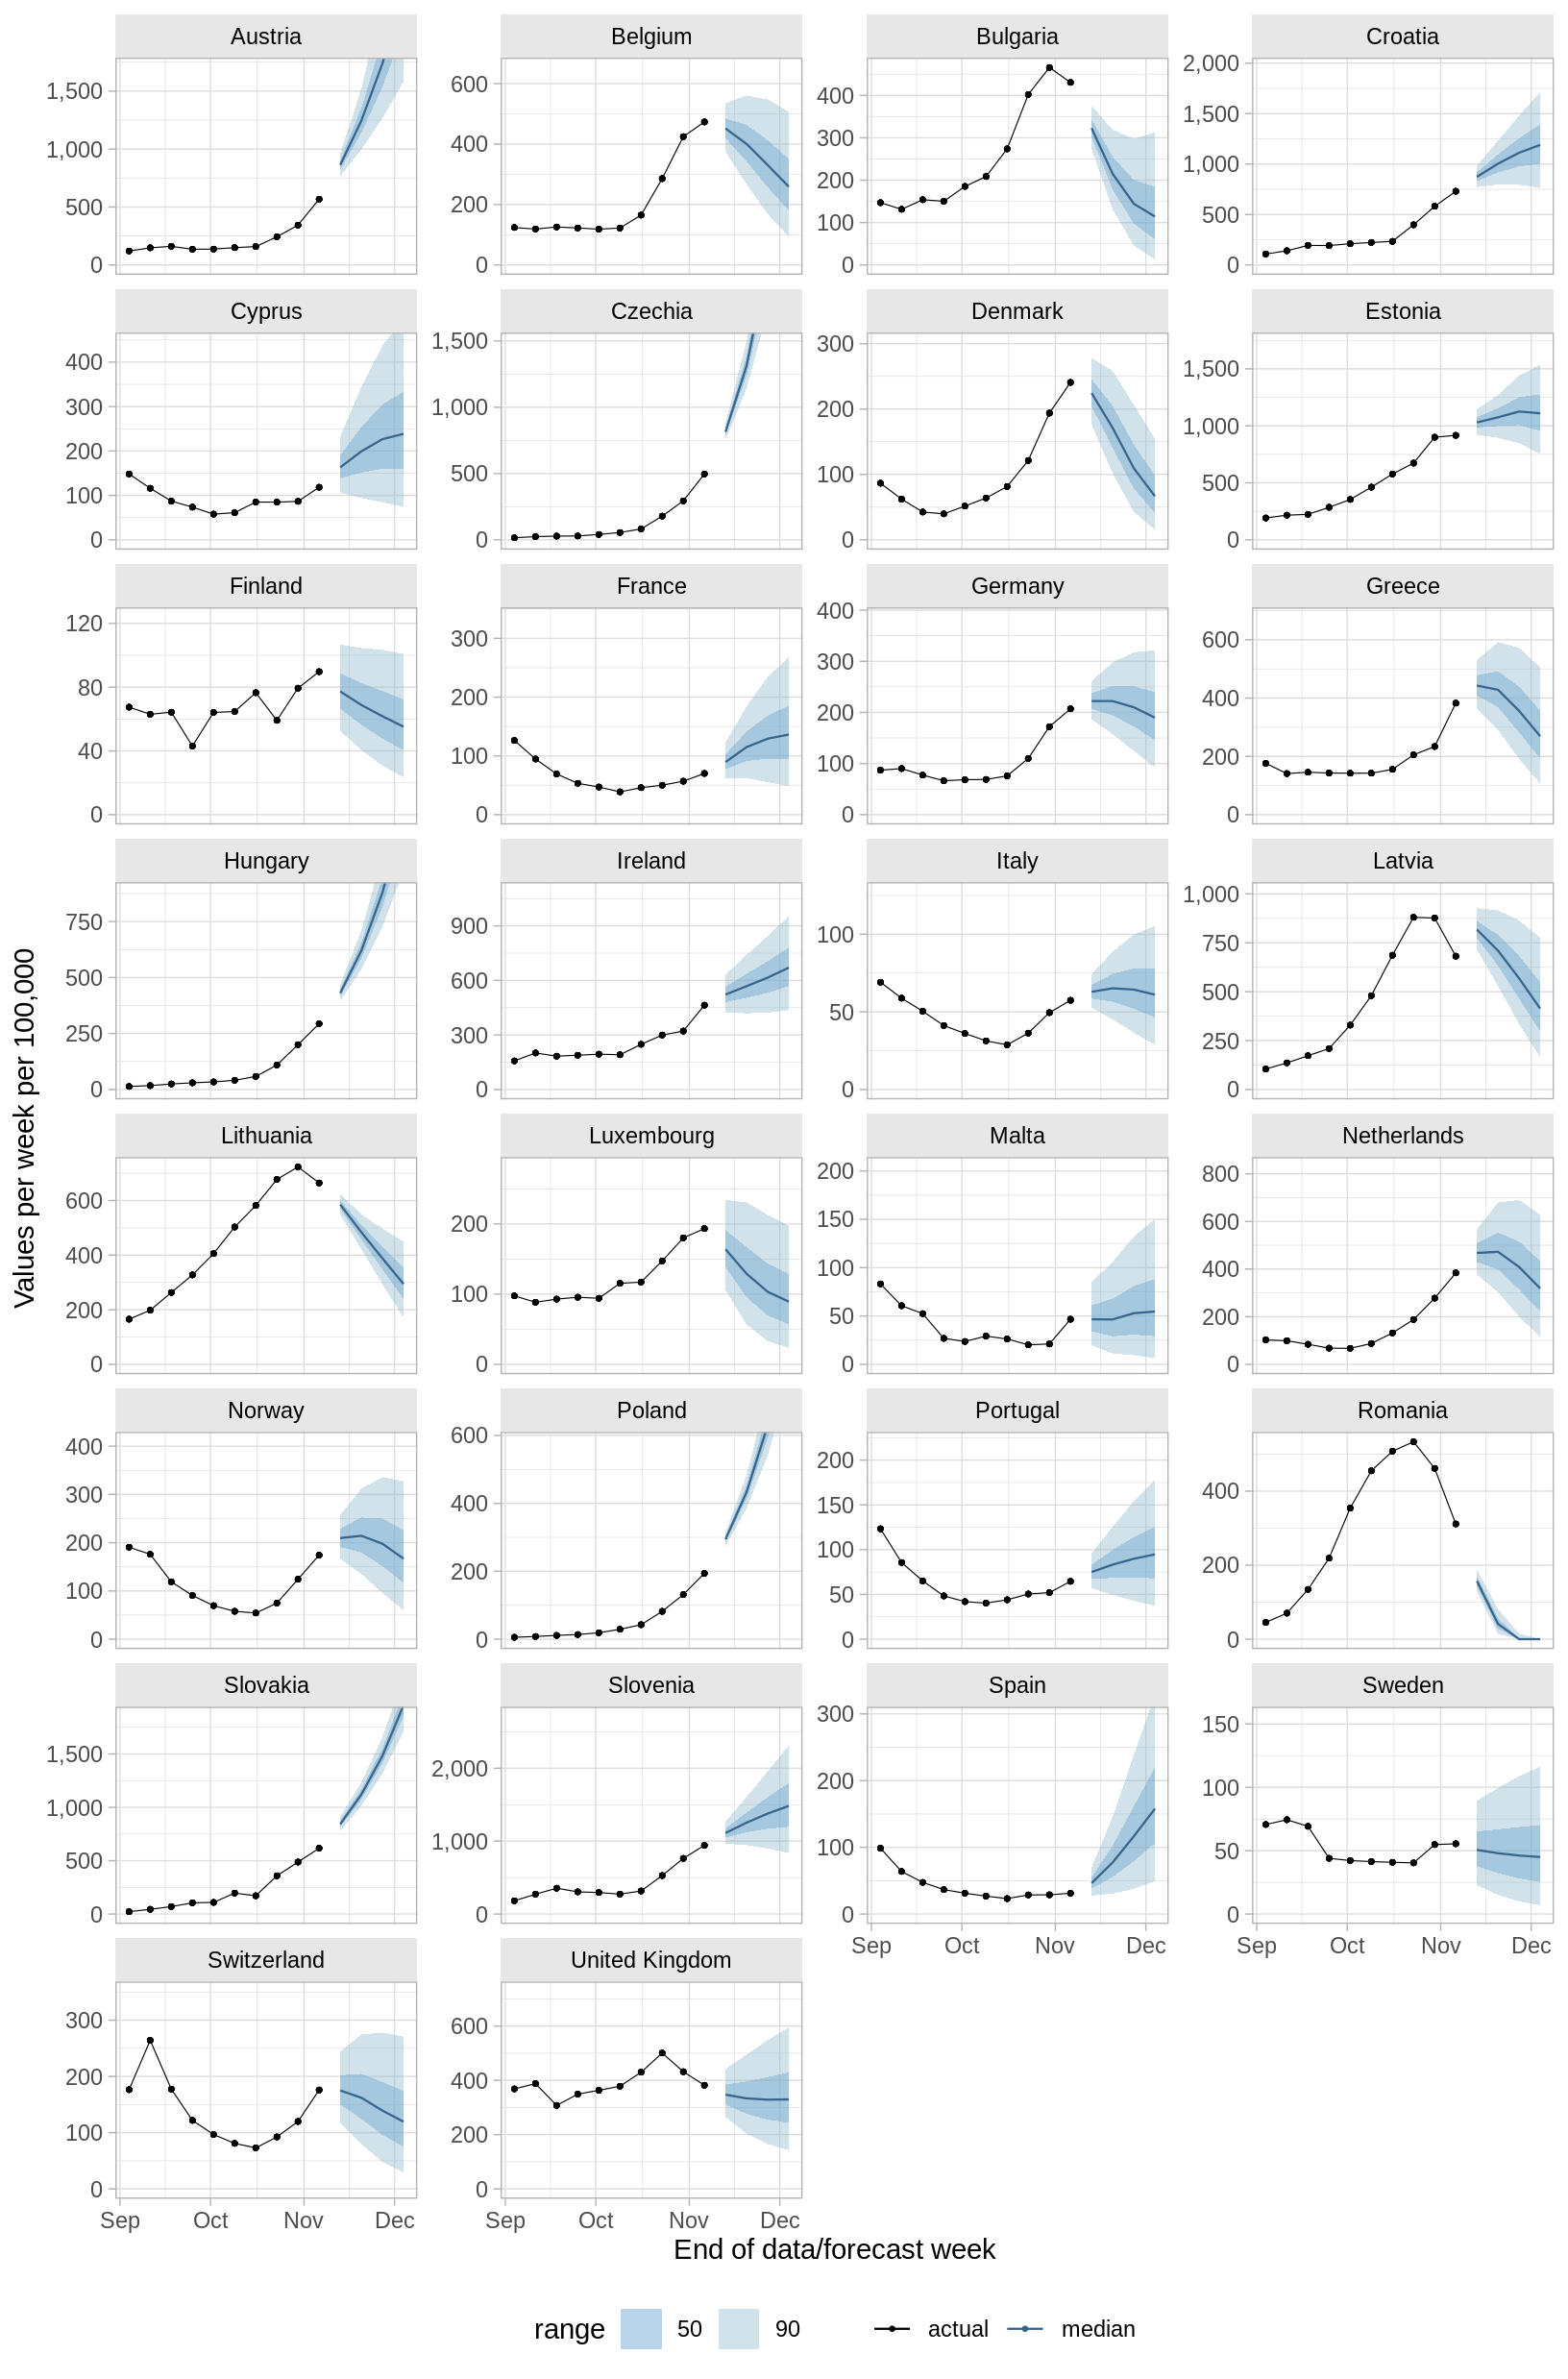 Austria Belgium Bulgaria Croatia
1,500 1,000 500 0
600 400 200 0
400 300 200 100 0
2,000 1,500 1,000 500 0
Cyprus Czechia Denmark Estonia
400 300 200 100 0
1,500 1,000 500 0
300 200 100 0
1,500 1,000 500 0
Finland France Germany Greece
120 80 40 0
300 200 100 0
400 300 200 100 0
600 400 200 0
Hungary Ireland Italy Latvia
750 500 250 0
900 600 300 0
100 50 0
1,000 750 500 250 0
Values per week per 100,000
Lithuania Luxembourg Malta Netherlands
600 400 200 0
200 100 0
200 150 100 50 0
800 600 400 200 0
Norway Poland Portugal Romania
400 300 200 100 0
600 400 200 0
200 150 100 50 0
400 200 0
Slovakia Slovenia Spain Sweden
1,500 1,000 500 0
2,000 1,000 0
300 200 100 0
150 100 50 0
Sep Oct Nov Dec Sep Oct Nov Dec
Switzerland United Kingdom
300 200 100 0
600 400 200 0
Sep Oct Nov Dec Sep Oct Nov Dec
End of data/forecast week
range 50 90 actual median